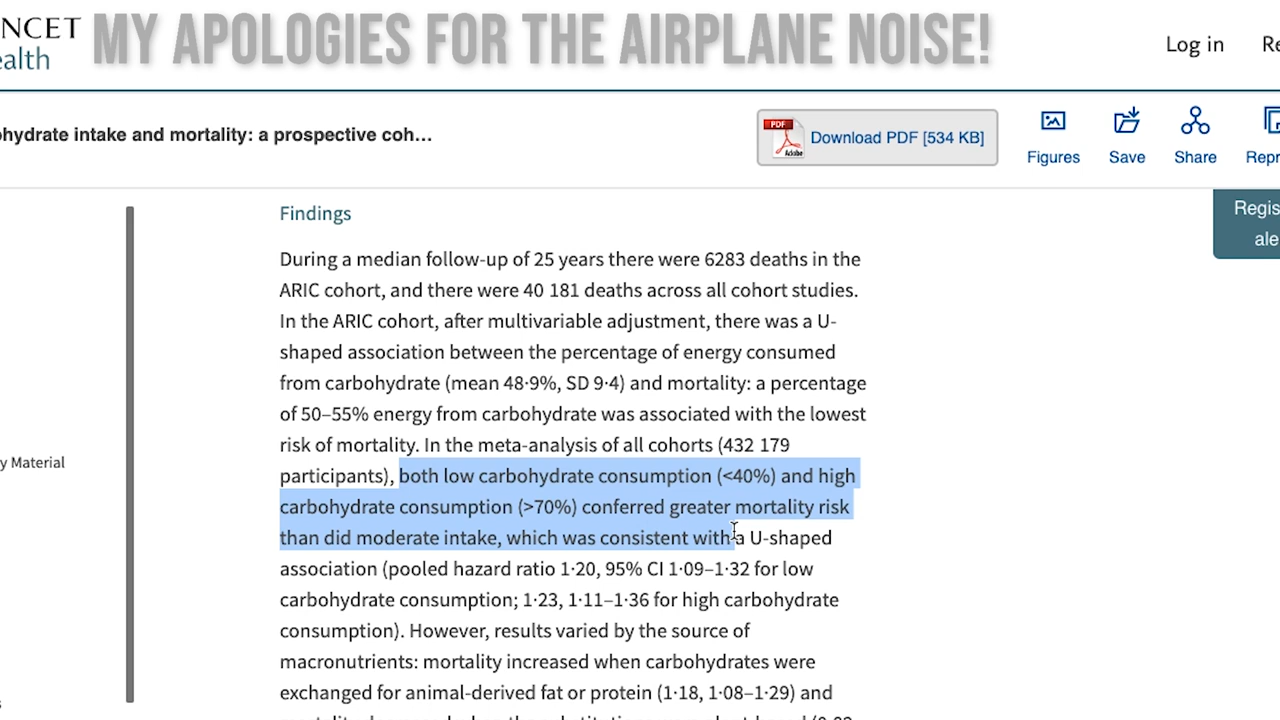 NCET
ealth
MY APOLOGIES FOR THE AIRPLANE NOISE!
Log in
Re
ohydrate intake and mortality: a prospective coh...
PDF
Adobe
Download PDF [534 KB]
Figures
Save
Share
Repr
Regis
ale
y Material
Findings
During a median follow-up of 25 years there were 6283 deaths in the
ARIC cohort, and there were 40 181 deaths across all cohort studies.
In the ARIC cohort, after multivariable adjustment, there was a U-
shaped association between the percentage of energy consumed
from carbohydrate (mean 48·9%, SD 9·4) and mortality: a percentage
of 50–55% energy from carbohydrate was associated with the lowest
risk of mortality. In the meta-analysis of all cohorts (432 179
participants), both low carbohydrate consumption (<40%) and high
carbohydrate consumption (>70%) conferred greater mortality risk
than did moderate intake, which was consistent with a U-shaped
association (pooled hazard ratio 1·20, 95% CI 1·09–1·32 for low
carbohydrate consumption; 1·23, 1·11–1·36 for high carbohydrate
consumption). However, results varied by the source of
macronutrients: mortality increased when carbohydrates were
exchanged for animal-derived fat or protein (1·18, 1·08–1·29) and